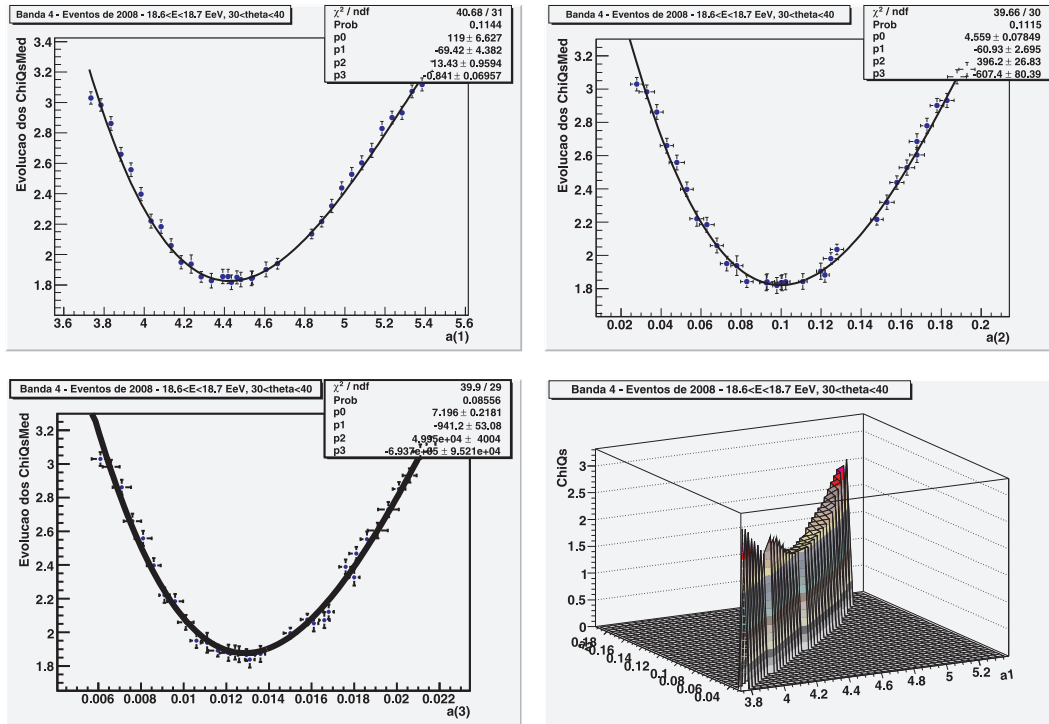 Banda 4 - Eventos de 2008 - 18.6<E<18.7 EeV, 30<theta<40
χ² / ndf 40.68 / 31
Prob 0.1144
p0 119 ± 6.627
p1 -69.42 ± 4.382
p2 13.43 ± 0.9594
p3 -0.841 ± 0.06957
Evolucao dos ChiQsMed
3.4
3.2
3
2.8
2.6
2.4
2.2
2
1.8
3.6 3.8 4 4.2 4.4 4.6 4.8 5 5.2 5.4 5.6
a(1)
Banda 4 - Eventos de 2008 - 18.6<E<18.7 EeV, 30<theta<40
χ² / ndf 39.66 / 30
Prob 0.1115
p0 4.559 ± 0.07849
p1 -60.93 ± 2.695
p2 396.2 ± 26.83
p3 -607.4 ± 80.39
Evolucao dos ChiQsMed
3.2
3
2.8
2.6
2.4
2.2
2
1.8
0.02 0.04 0.06 0.08 0.1 0.12 0.14 0.16 0.18 0.2
a(2)
Banda 4 - Eventos de 2008 - 18.6<E<18.7 EeV, 30<theta<40
χ² / ndf 39.9 / 29
Prob 0.08556
p0 7.196 ± 0.2181
p1 -941.2 ± 53.08
p2 4.995e+04 ± 4004
p3 -6.937e+05 ± 9.521e+04
Evolucao dos ChiQsMed
3.2
3
2.8
2.6
2.4
2.2
2
1.8
0.006 0.008 0.01 0.012 0.014 0.016 0.018 0.02 0.022
a(3)
Banda 4 - Eventos de 2008 - 18.6<E<18.7 EeV, 30<theta<40
ChiQs
3
2.5
2
1.5
1
0.5
0
0.18 0.16 0.14 0.12 0.1 0.08 0.06 0.04
3.8 4 4.2 4.4 4.6 4.8 5 5.2
a1